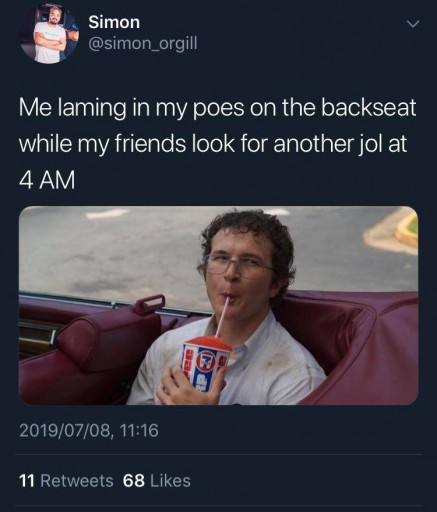 Simon
@simon_orgill
Me laming in my poes on the backseat
while my friends look for another jol at
4 AM
2019/07/08, 11:16
11 Retweets 68 Likes